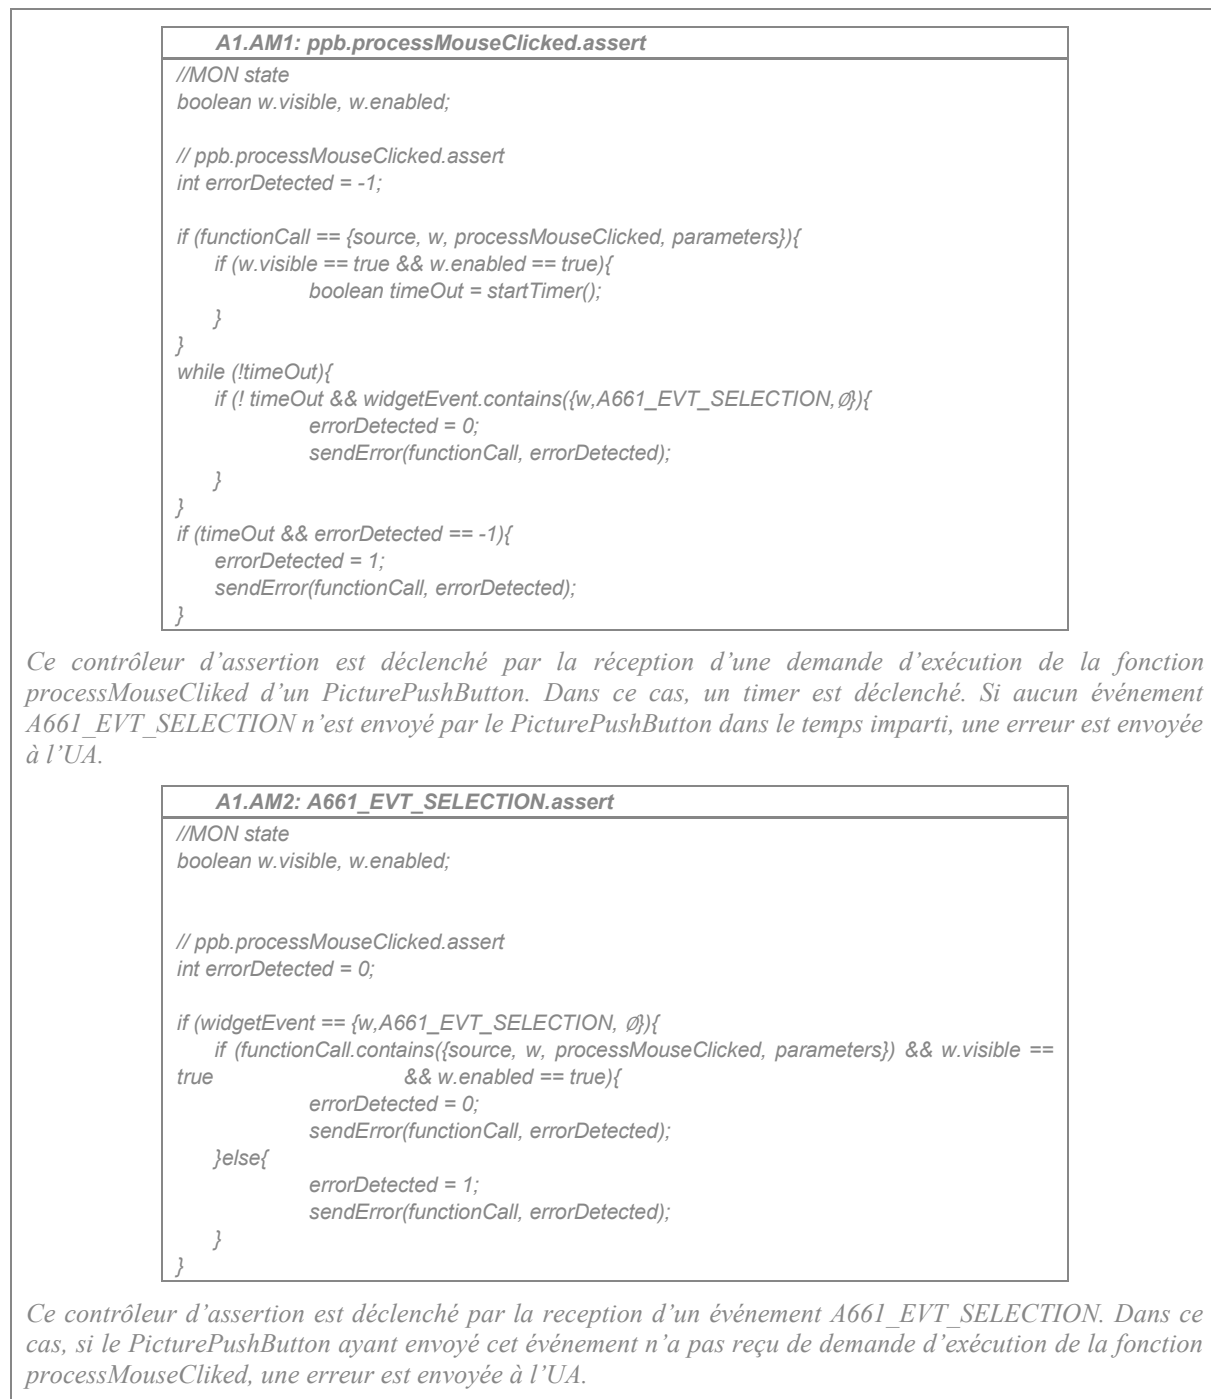 A1.AM1: ppb.processMouseClicked.assert
//MON state
boolean w.visible, w.enabled;
// ppb.processMouseClicked.assert
int errorDetected = -1;
if (functionCall == {source, w, processMouseClicked, parameters}){
if (w.visible == true && w.enabled == true){
boolean timeOut = startTimer();
}
}
while (!timeOut){
if (! timeOut && widgetEvent.contains({w,A661_EVT_SELECTION,∅}){
errorDetected = 0;
sendError(functionCall, errorDetected);
}
}
if (timeOut && errorDetected == -1){
errorDetected = 1;
sendError(functionCall, errorDetected);
}
Ce contrôleur d’assertion est déclenché par la réception d’une demande d’exécution de la fonction
processMouseCliked d’un PicturePushButton. Dans ce cas, un timer est déclenché. Si aucun événement
A661_EVT_SELECTION n’est envoyé par le PicturePushButton dans le temps imparti, une erreur est envoyée
à l’UA.
A1.AM2: A661_EVT_SELECTION.assert
//MON state
boolean w.visible, w.enabled;
// ppb.processMouseClicked.assert
int errorDetected = 0;
if (widgetEvent == {w,A661_EVT_SELECTION, ∅}){
if (functionCall.contains({source, w, processMouseClicked, parameters}) && w.visible ==
true && w.enabled == true){
errorDetected = 0;
sendError(functionCall, errorDetected);
}else{
errorDetected = 1;
sendError(functionCall, errorDetected);
}
}
Ce contrôleur d’assertion est déclenché par la reception d’un événement A661_EVT_SELECTION. Dans ce
cas, si le PicturePushButton ayant envoyé cet événement n’a pas reçu de demande d’exécution de la fonction
processMouseCliked, une erreur est envoyée à l’UA.